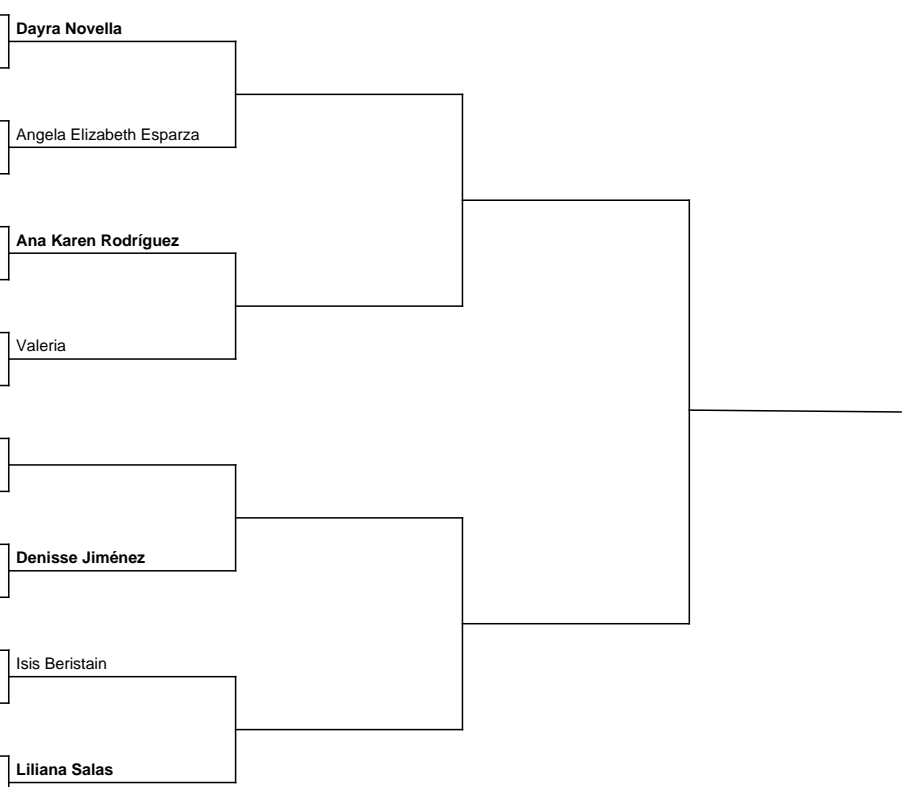 Dayra Novella
Angela Elizabeth Esparza
Ana Karen Rodríguez
Valeria
Denisse Jiménez
Isis Beristain
Liliana Salas